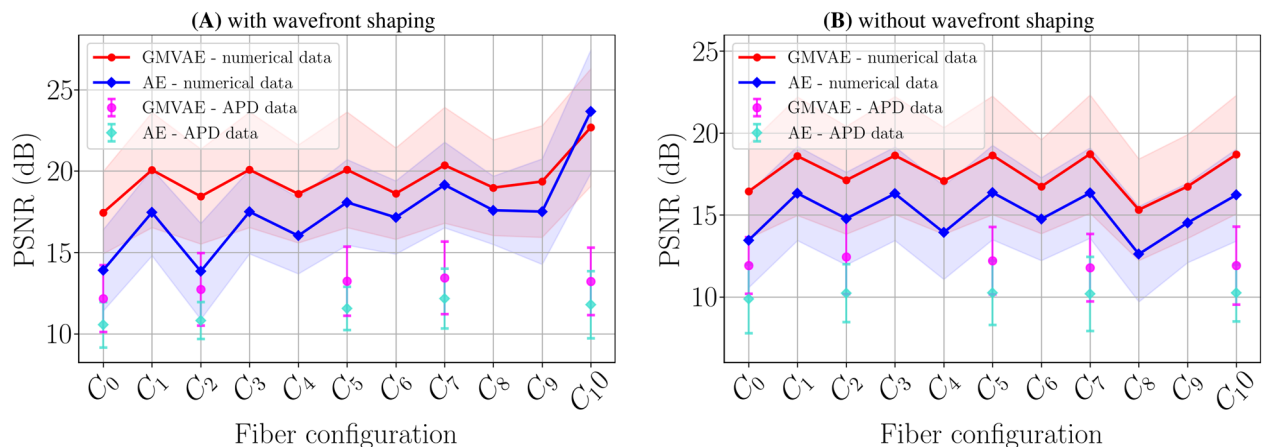 (A) with wavefront shaping
GMVAE - numerical data
AE - numerical data
GMVAE - APD data
AE - APD data
25
20
15
10
PSNR (dB)
C0 C1 C2 C3 C4 C5 C6 C7 C8 C9 C10
Fiber configuration
(B) without wavefront shaping
GMVAE - numerical data
AE - numerical data
GMVAE - APD data
AE - APD data
25
20
15
10
PSNR (dB)
C0 C1 C2 C3 C4 C5 C6 C7 C8 C9 C10
Fiber configuration